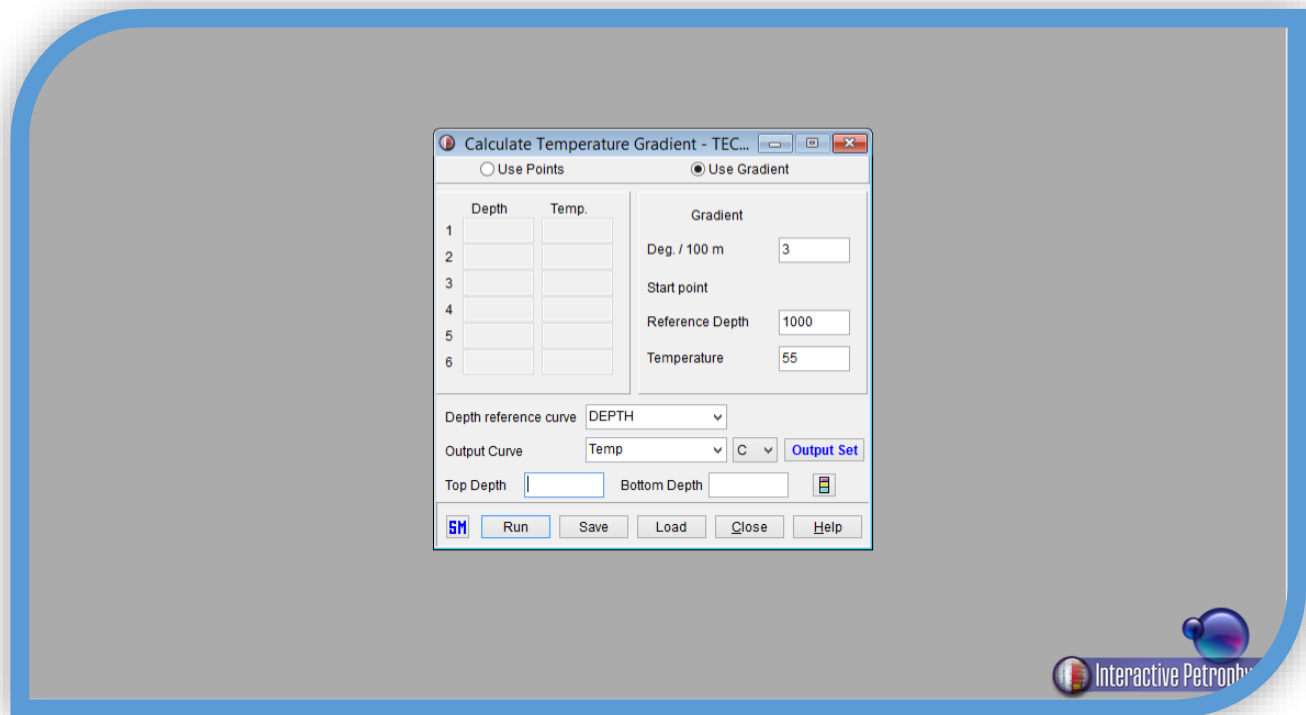 Calculate Temperature Gradient - TEC...
Use Points Use Gradient
Depth Temp.
1
2
3
4
5
6
Gradient
Deg. / 100 m 3
Start point
Reference Depth 1000
Temperature 55
Depth reference curve DEPTH
Output Curve Temp C Output Set
Top Depth Bottom Depth
SM Run Save Load Close Help
Interactive